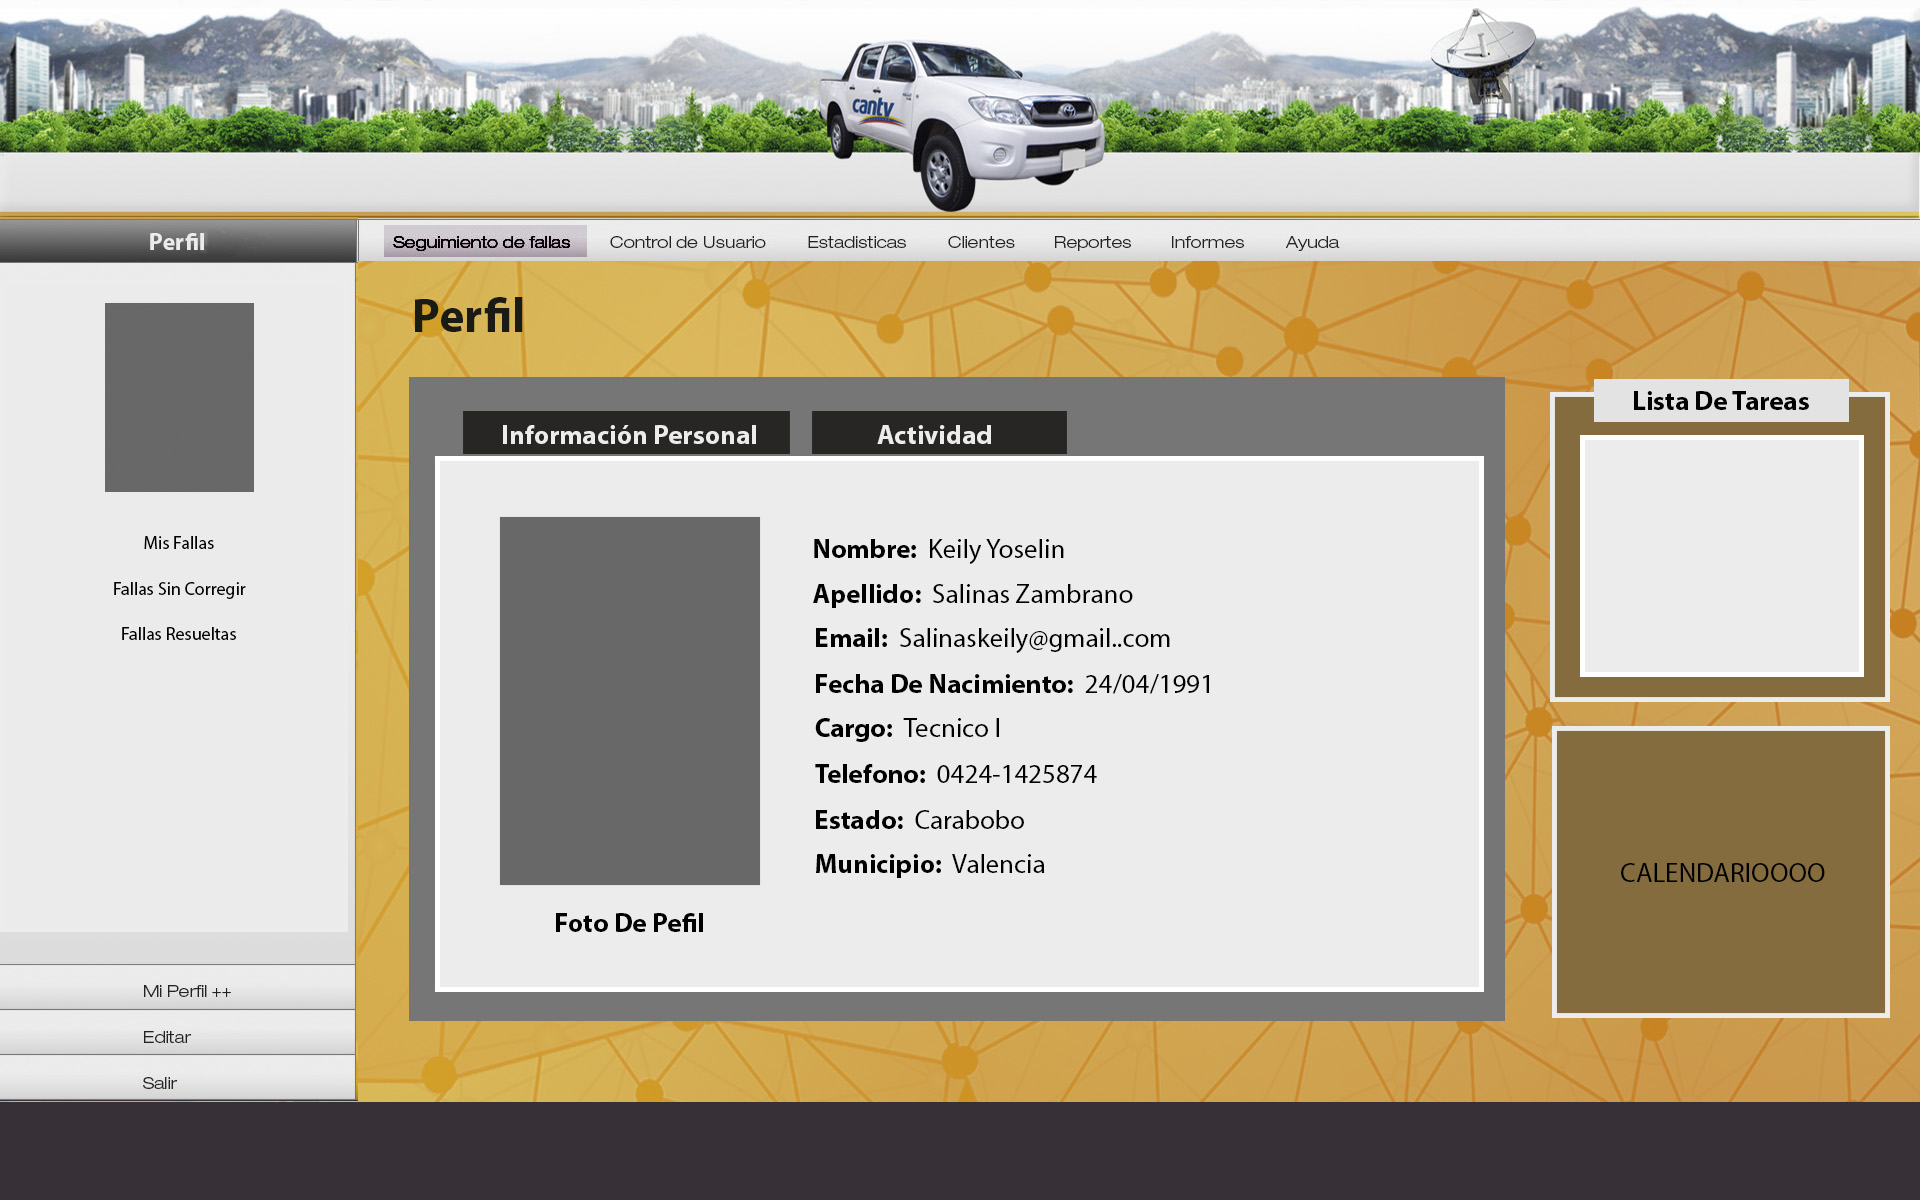 cantv
Perfil
Seguimiento de fallas Control de Usuario Estadisticas Clientes Reportes Informes Ayuda
Mis Fallas
Fallas Sin Corregir
Fallas Resueltas
Mi Perfil ++
Editar
Salir
Perfil
Información Personal Actividad
Nombre: Keily Yoselin
Apellido: Salinas Zambrano
Email: Salinaskeily@gmail..com
Fecha De Nacimiento: 24/04/1991
Cargo: Tecnico I
Telefono: 0424-1425874
Estado: Carabobo
Municipio: Valencia
Foto De Pefil
Lista De Tareas
CALENDARIOOOO